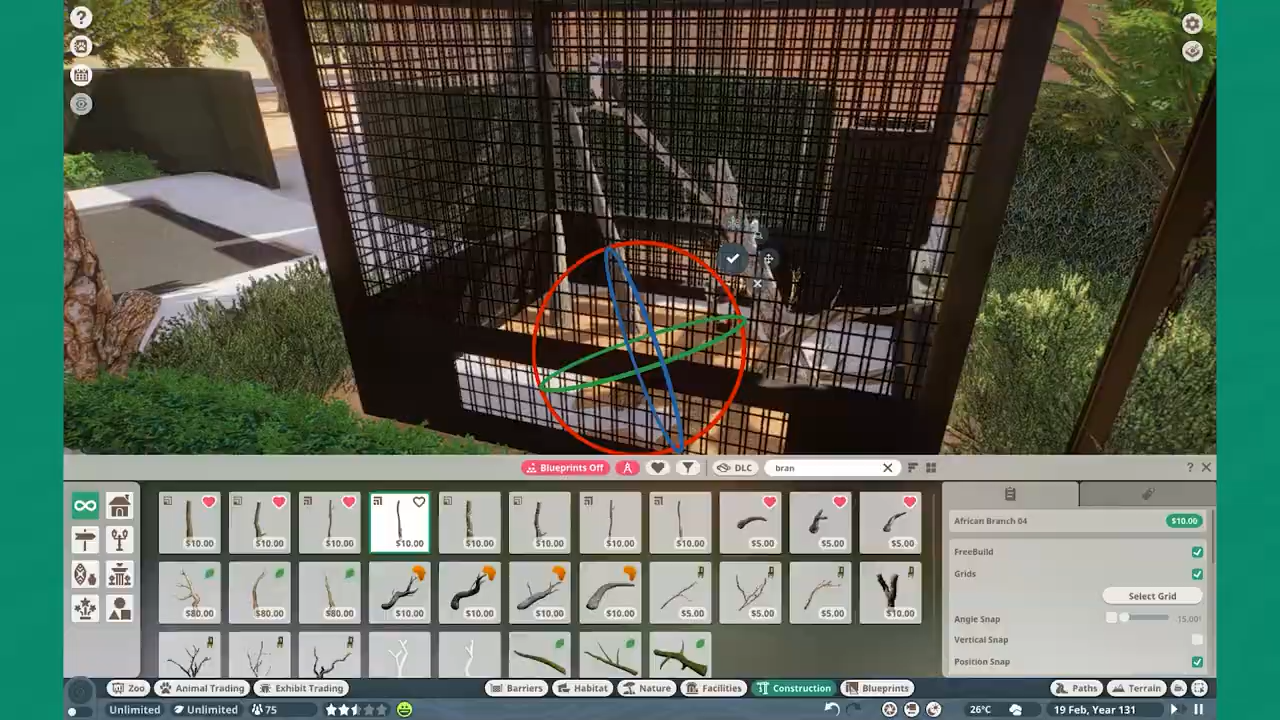 ?
Blueprints Off
DLC
bran
?
$10.00 $10.00 $10.00 $10.00 $10.00 $10.00 $10.00 $10.00 $5.00 $5.00 $5.00
$80.00 $80.00 $80.00 $10.00 $10.00 $10.00 $10.00 $5.00 $5.00 $5.00 $10.00
African Branch 04
$10.00
FreeBuild
Grids
Select Grid
Angle Snap
15.00°
Vertical Snap
Position Snap
Zoo Animal Trading Exhibit Trading Barriers Habitat Nature Facilities Construction Blueprints Paths Terrain
Unlimited Unlimited 75 26°C 19 Feb, Year 131